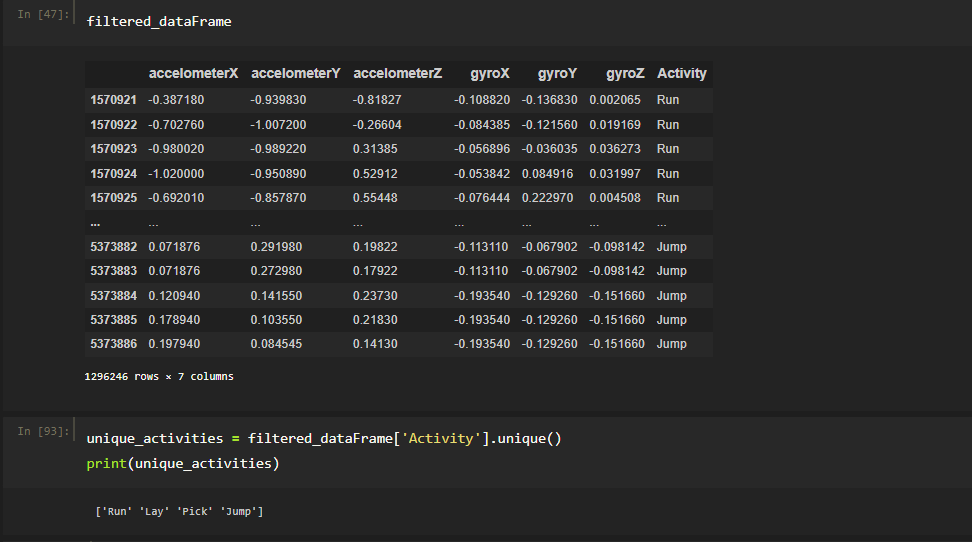 In [47]:
filtered_dataFrame
accelometerX accelometerY accelometerZ gyroX gyroY gyroZ Activity
1570921 -0.387180 -0.939830 -0.81827 -0.108820 -0.136830 0.002065 Run
1570922 -0.702760 -1.007200 -0.26604 -0.084385 -0.121560 0.019169 Run
1570923 -0.980020 -0.989220 0.31385 -0.056896 -0.036035 0.036273 Run
1570924 -1.020000 -0.950890 0.52912 -0.053842 0.084916 0.031997 Run
1570925 -0.692010 -0.857870 0.55448 -0.076444 0.222970 0.004508 Run
... ... ... ... ... ... ... ...
5373882 0.071876 0.291980 0.19822 -0.113110 -0.067902 -0.098142 Jump
5373883 0.071876 0.272980 0.17922 -0.113110 -0.067902 -0.098142 Jump
5373884 0.120940 0.141550 0.23730 -0.193540 -0.129260 -0.151660 Jump
5373885 0.178940 0.103550 0.21830 -0.193540 -0.129260 -0.151660 Jump
5373886 0.197940 0.084545 0.14130 -0.193540 -0.129260 -0.151660 Jump
1296246 rows × 7 columns
In [93]:
unique_activities = filtered_dataFrame['Activity'].unique()
print(unique_activities)
['Run' 'Lay' 'Pick' 'Jump']